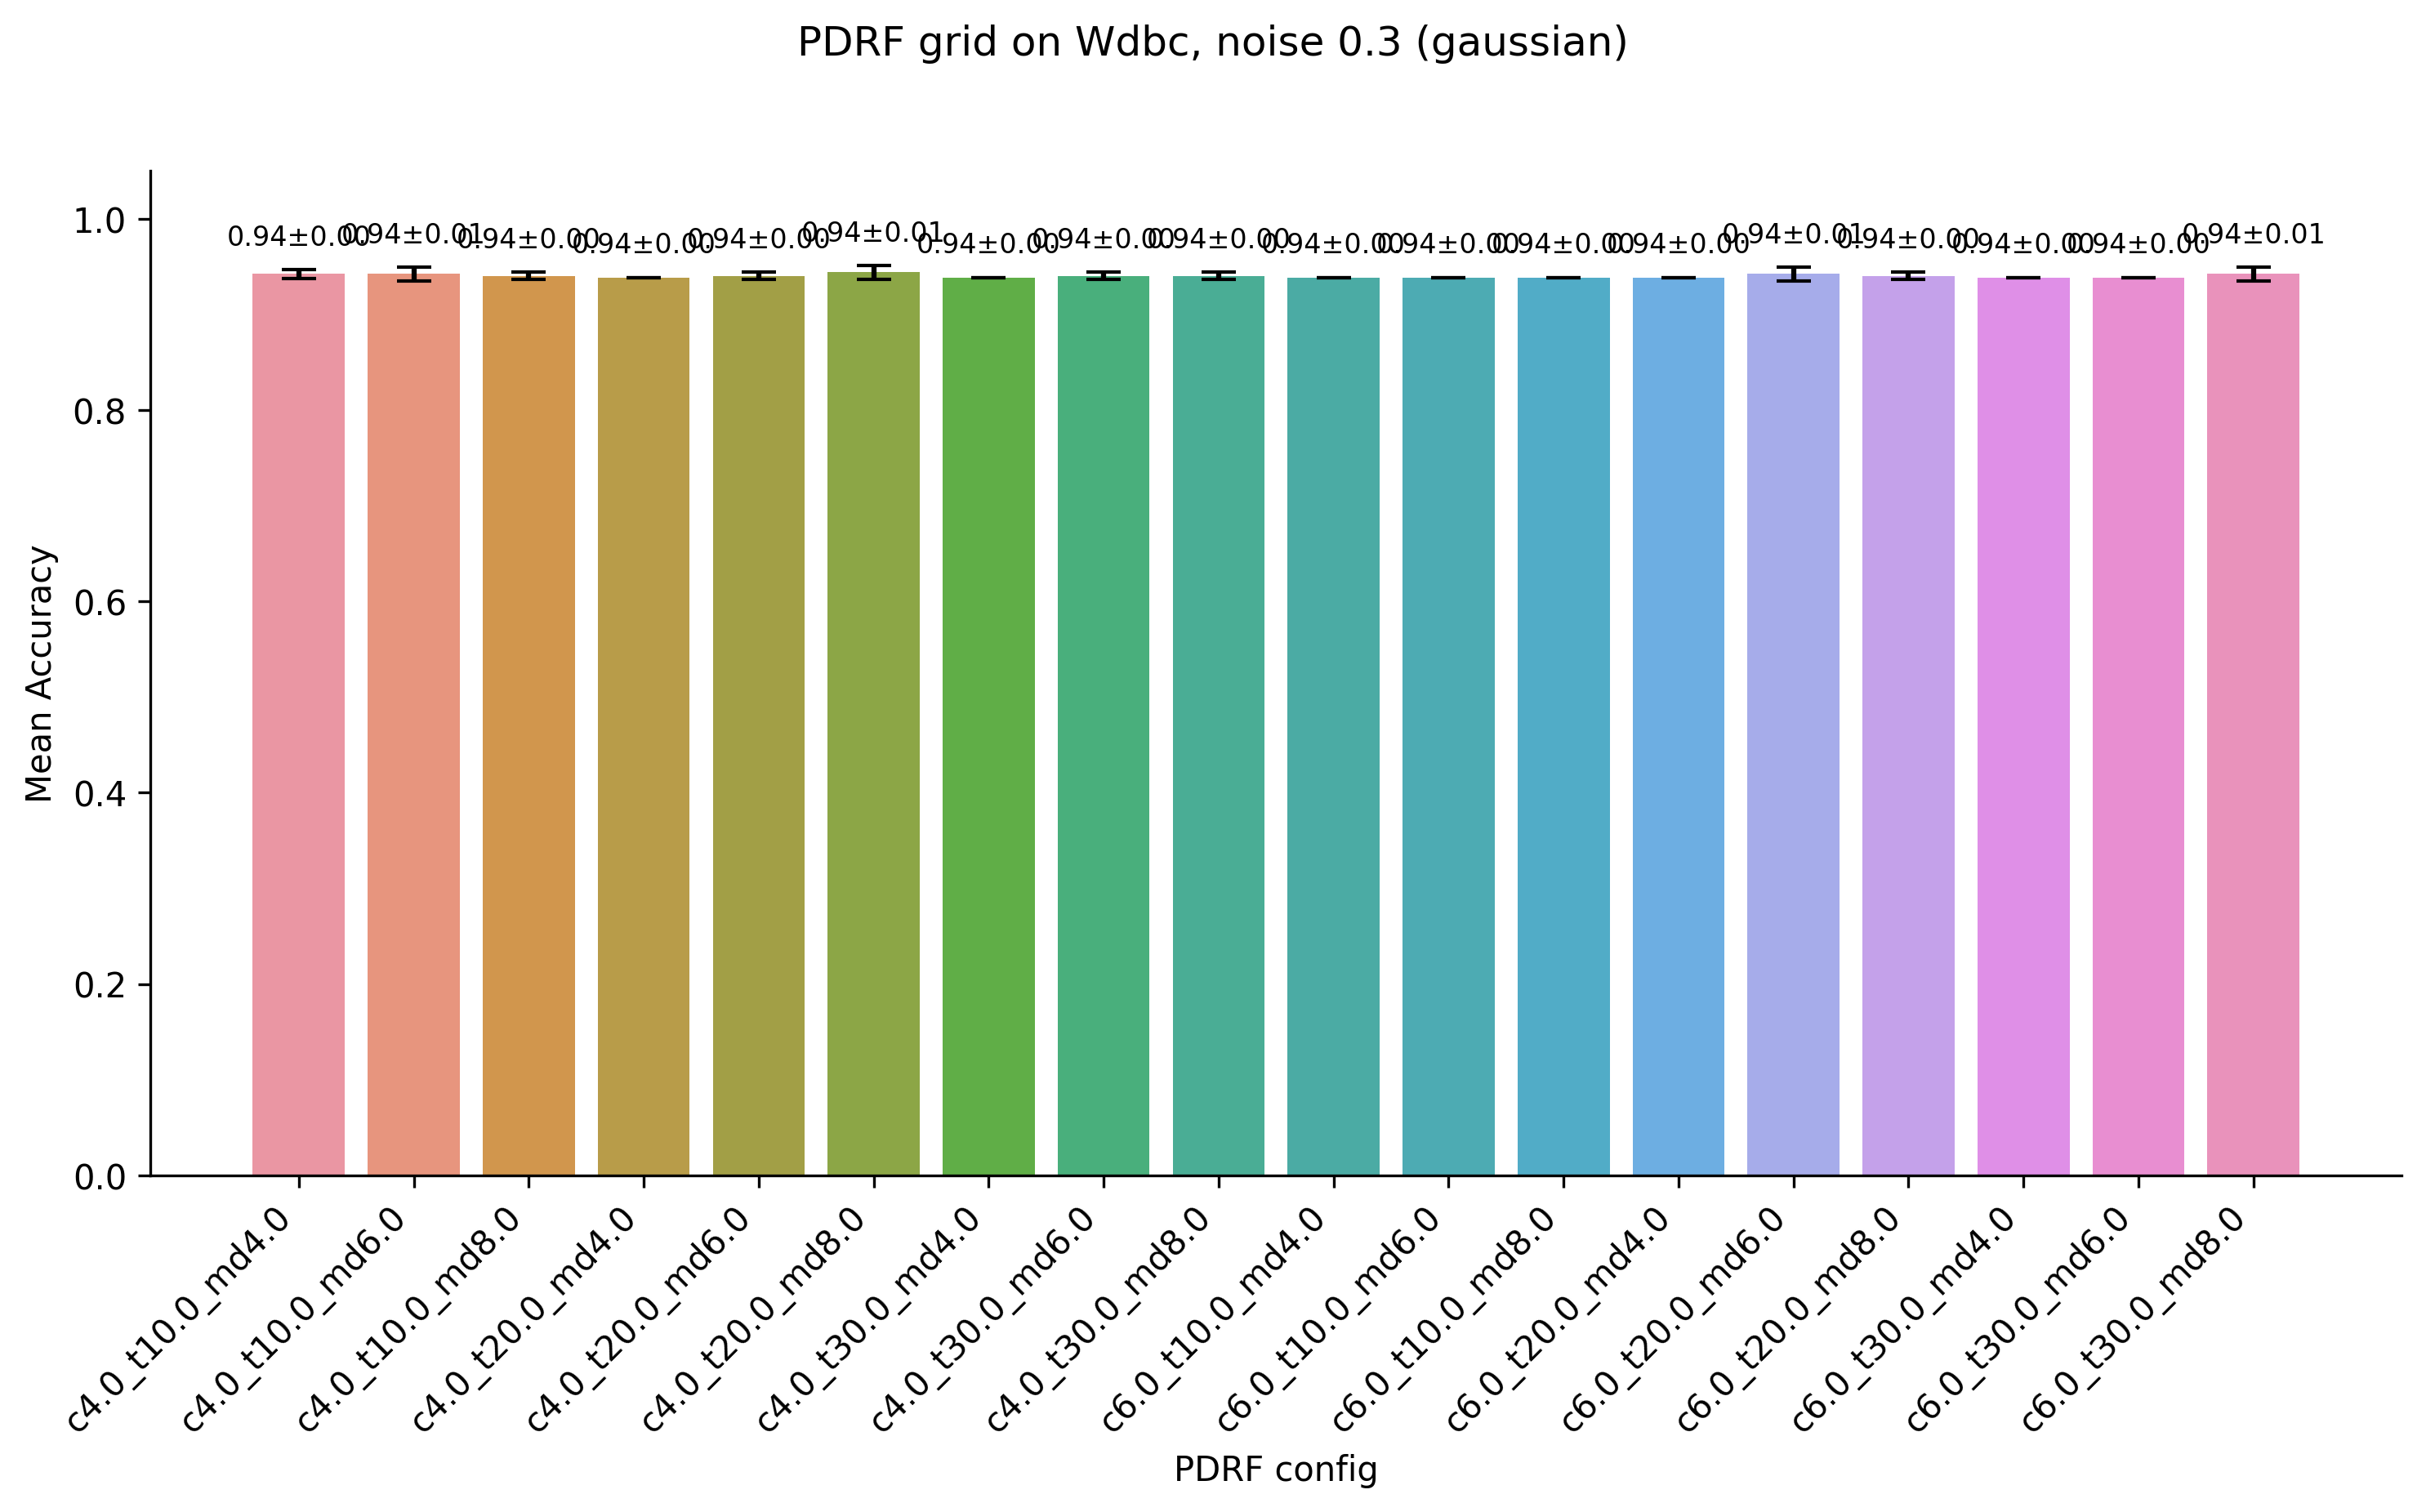 PDRF grid on Wdbc, noise 0.3 (gaussian)
1.0
0.8
0.6
0.4
0.2
0.0
Mean Accuracy
0.94±0.00
0.94±0.01
0.94±0.00
0.94±0.00
0.94±0.00
0.94±0.01
0.94±0.00
0.94±0.00
0.94±0.00
0.94±0.00
0.94±0.00
0.94±0.00
0.94±0.00
0.94±0.01
0.94±0.00
0.94±0.00
0.94±0.00
0.94±0.01
c4.0_t10.0_md4.0
c4.0_t10.0_md6.0
c4.0_t10.0_md8.0
c4.0_t20.0_md4.0
c4.0_t20.0_md6.0
c4.0_t20.0_md8.0
c4.0_t30.0_md4.0
c4.0_t30.0_md6.0
c4.0_t30.0_md8.0
c6.0_t10.0_md4.0
c6.0_t10.0_md6.0
c6.0_t10.0_md8.0
c6.0_t20.0_md4.0
c6.0_t20.0_md6.0
c6.0_t20.0_md8.0
c6.0_t30.0_md4.0
c6.0_t30.0_md6.0
c6.0_t30.0_md8.0
PDRF config